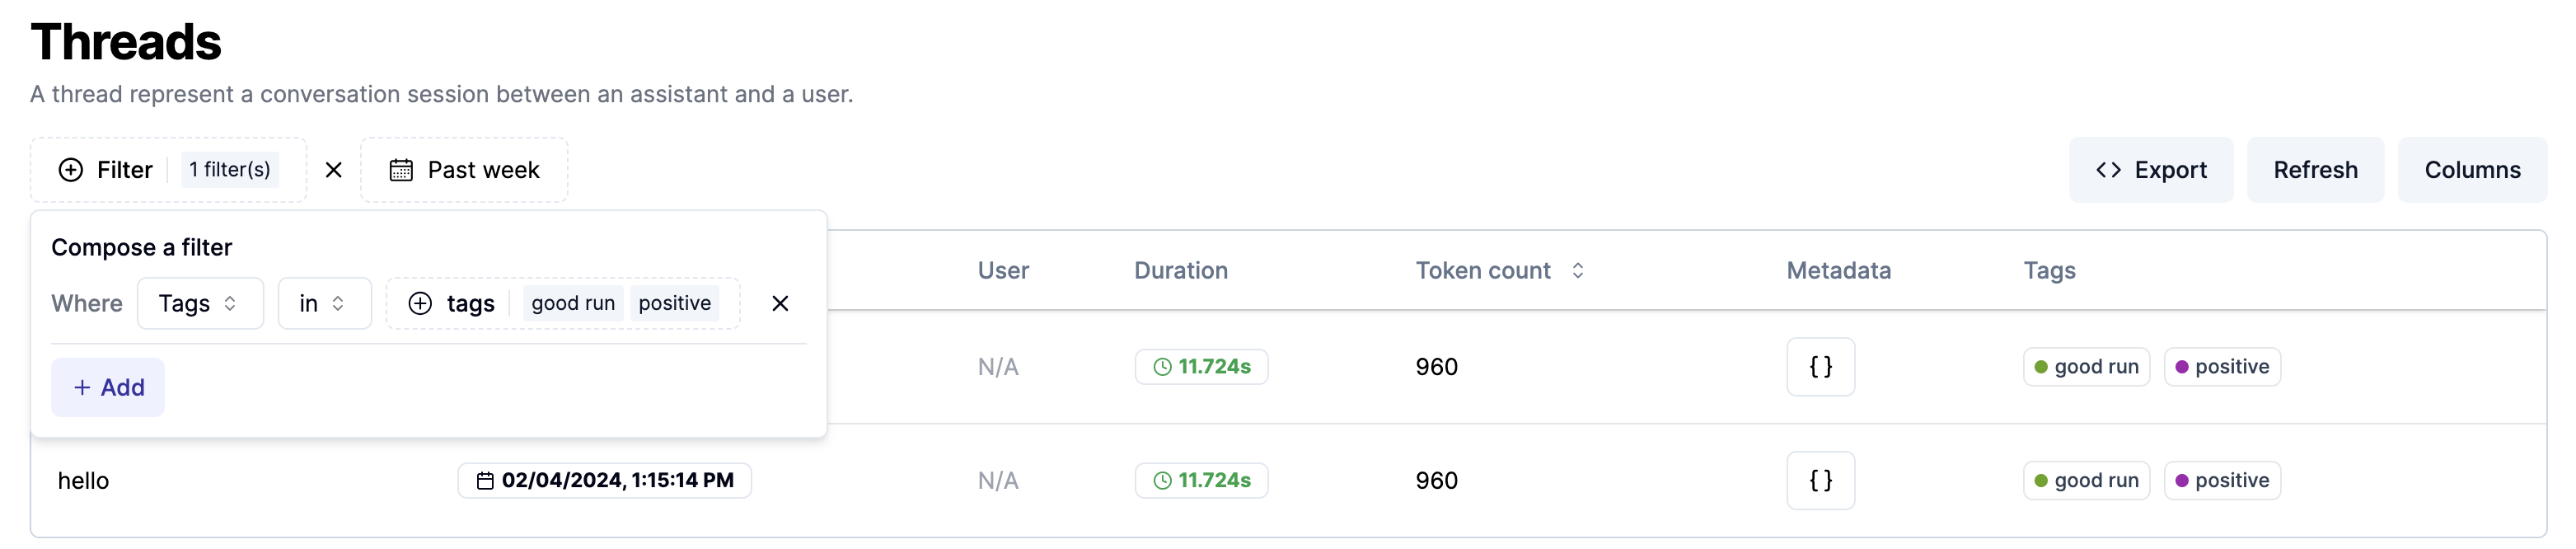 Threads
A thread represent a conversation session between an assistant and a user.
Filter 1 filter(s) Past week Export Refresh Columns
Compose a filter
Where Tags in tags good run positive
+ Add
User Duration Token count Metadata Tags
N/A 11.724s 960 {} good run positive
hello 02/04/2024, 1:15:14 PM N/A 11.724s 960 {} good run positive